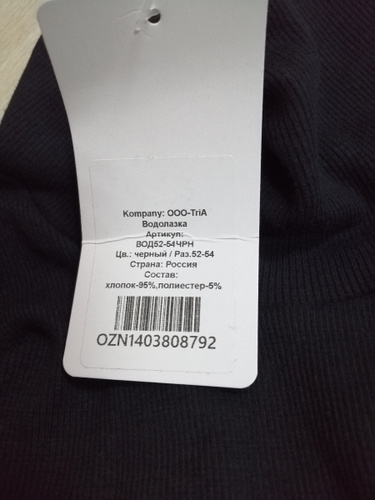 Kompany: OOO-TriA
Водолазка
Артикул:
ВОД52-54ЧРН
Цв.: черный / Раз.52-54
Страна: Россия
Состав:
хлопок-95%,полиестер-5%
OZN1403808792